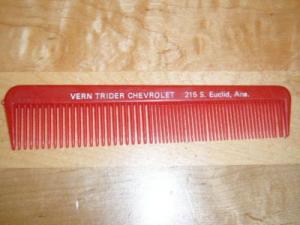 VERN TRIDER CHEVROLET 215 S. Euclid, Ana.